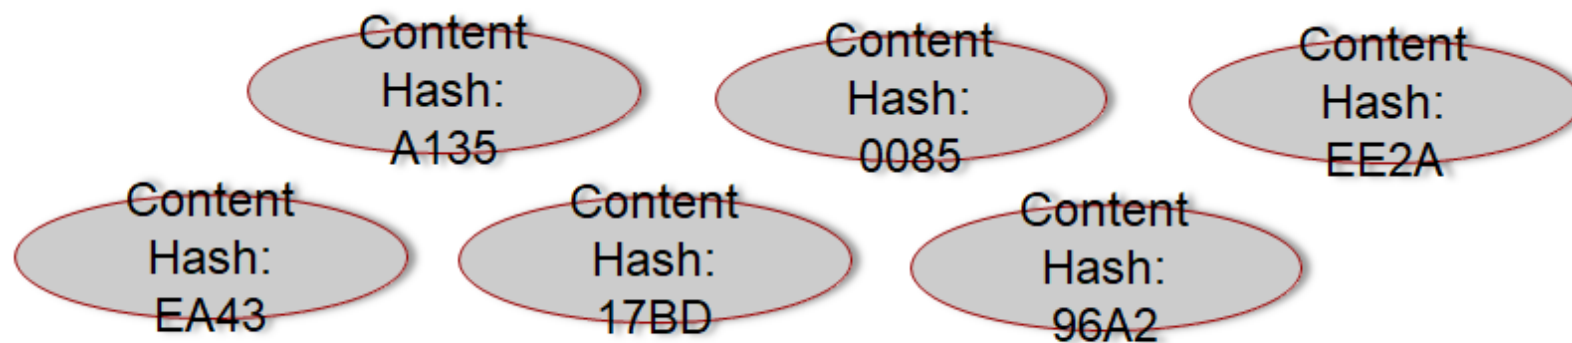 Content
Hash:
A135
Content
Hash:
0085
Content
Hash:
EE2A
Content
Hash:
EA43
Content
Hash:
17BD
Content
Hash:
96A2